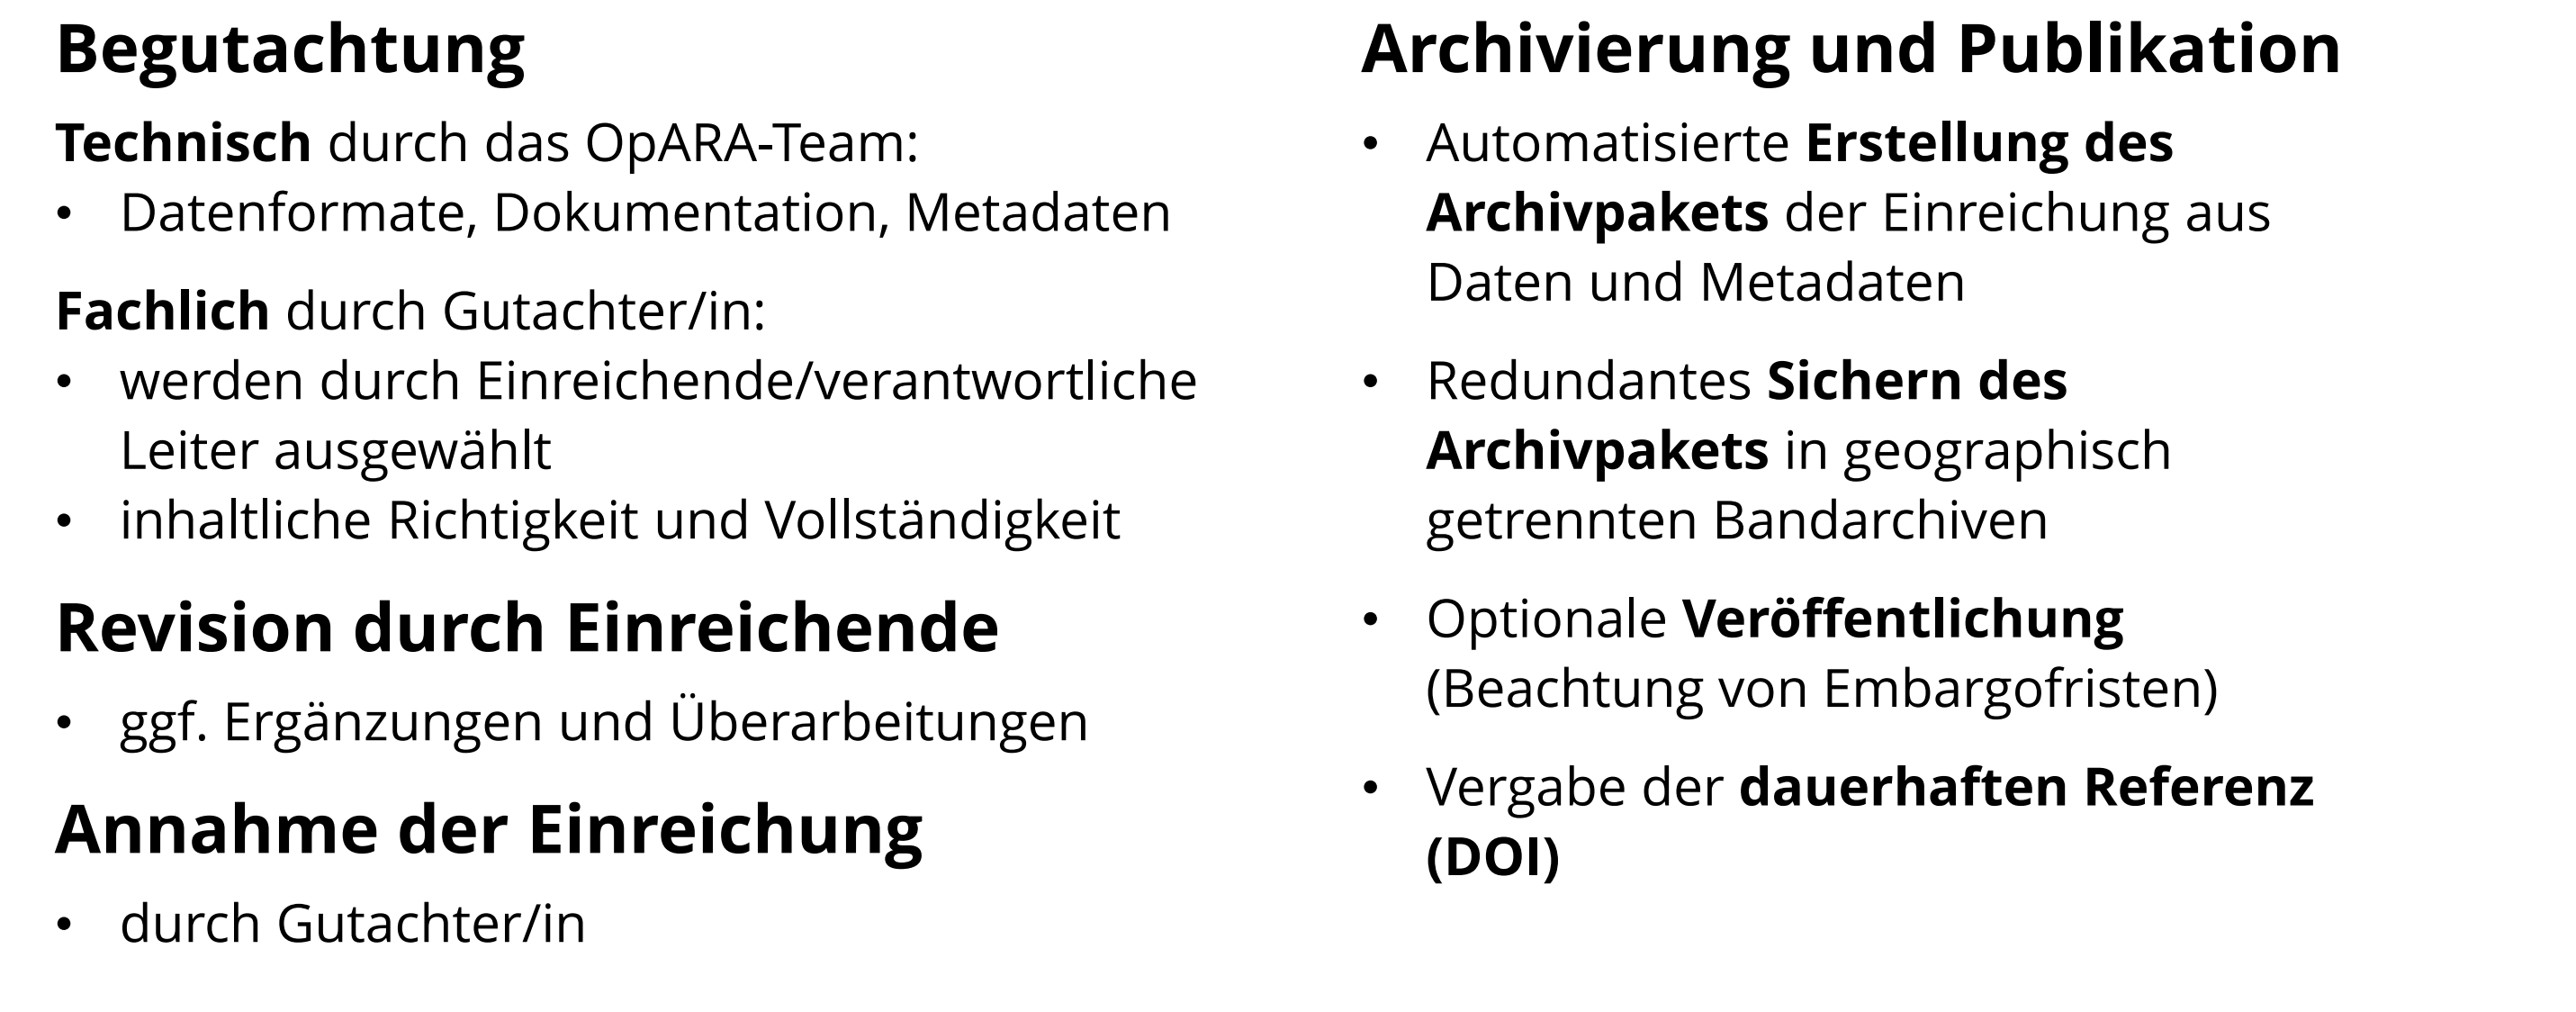 Begutachtung
Technisch durch das OpARA-Team:
• Datenformate, Dokumentation, Metadaten
Fachlich durch Gutachter/in:
• werden durch Einreichende/verantwortliche
Leiter ausgewählt
• inhaltliche Richtigkeit und Vollständigkeit
Revision durch Einreichende
• ggf. Ergänzungen und Überarbeitungen
Annahme der Einreichung
• durch Gutachter/in
Archivierung und Publikation
• Automatisierte Erstellung des
Archivpakets der Einreichung aus
Daten und Metadaten
• Redundantes Sichern des
Archivpakets in geographisch
getrennten Bandarchiven
• Optionale Veröffentlichung
(Beachtung von Embargofristen)
• Vergabe der dauerhaften Referenz
(DOI)